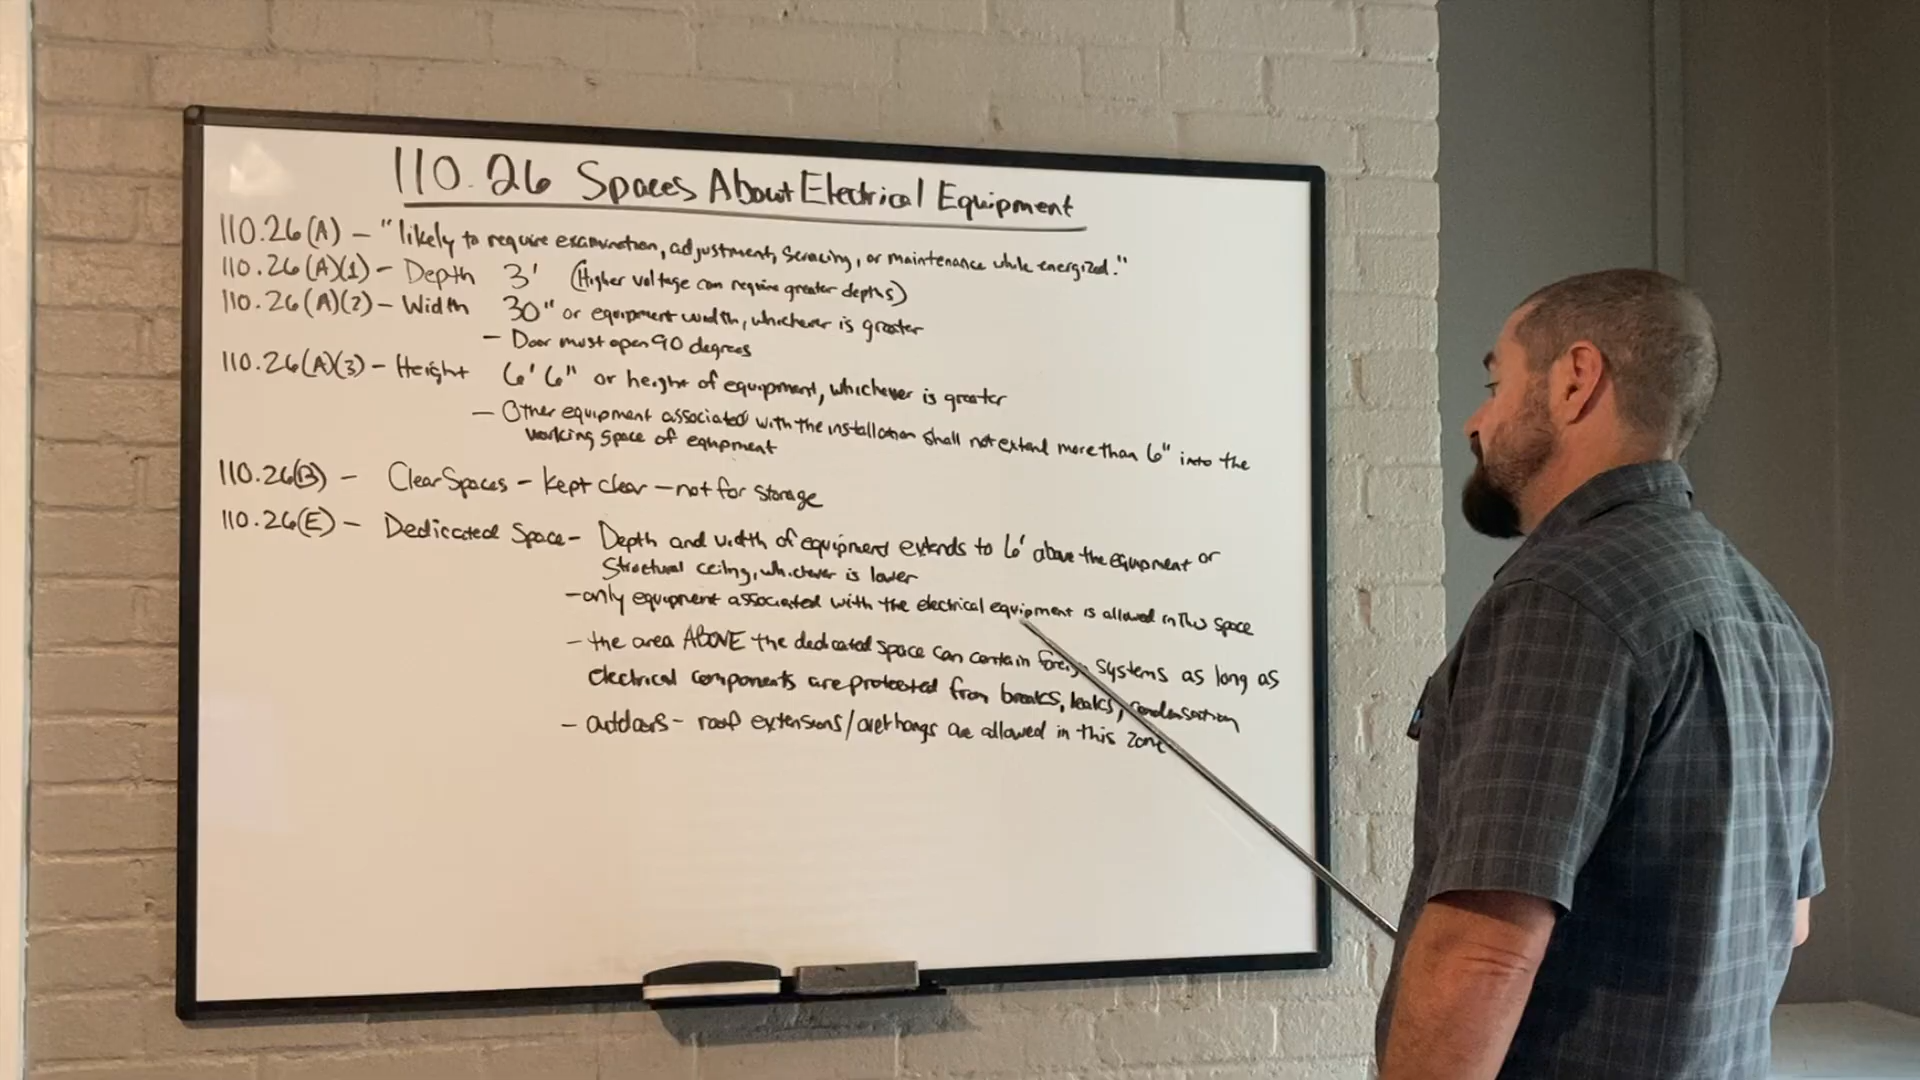 110.26 Spaces About Electrical Equipment
110.26(A) - "likely to require examination, adjustment, servicing, or maintenance while energized."
110.26(A)(1) - Depth 3' (Higher voltage can require greater depths)
110.26(A)(2) - Width 30" or equipment width, whichever is greater
- Door must open 90 degrees
110.26(A)(3) - Height 6'6" or height of equipment, whichever is greater
- Other equipment associated with the installation shall not extend more than 6" into the
working space of equipment
110.26(B) - Clear Spaces - kept clear - not for storage
110.26(E) - Dedicated Space - Depth and width of equipment extends to 6' above the equipment or
Structural ceiling, whichever is lower
- only equipment associated with the electrical equipment is allowed in this space
- the area ABOVE the dedicated space can contain foreign systems as long as
electrical components are protected from breaks, leaks, condensation
- outdoors - roof extensions/overhangs are allowed in this zone